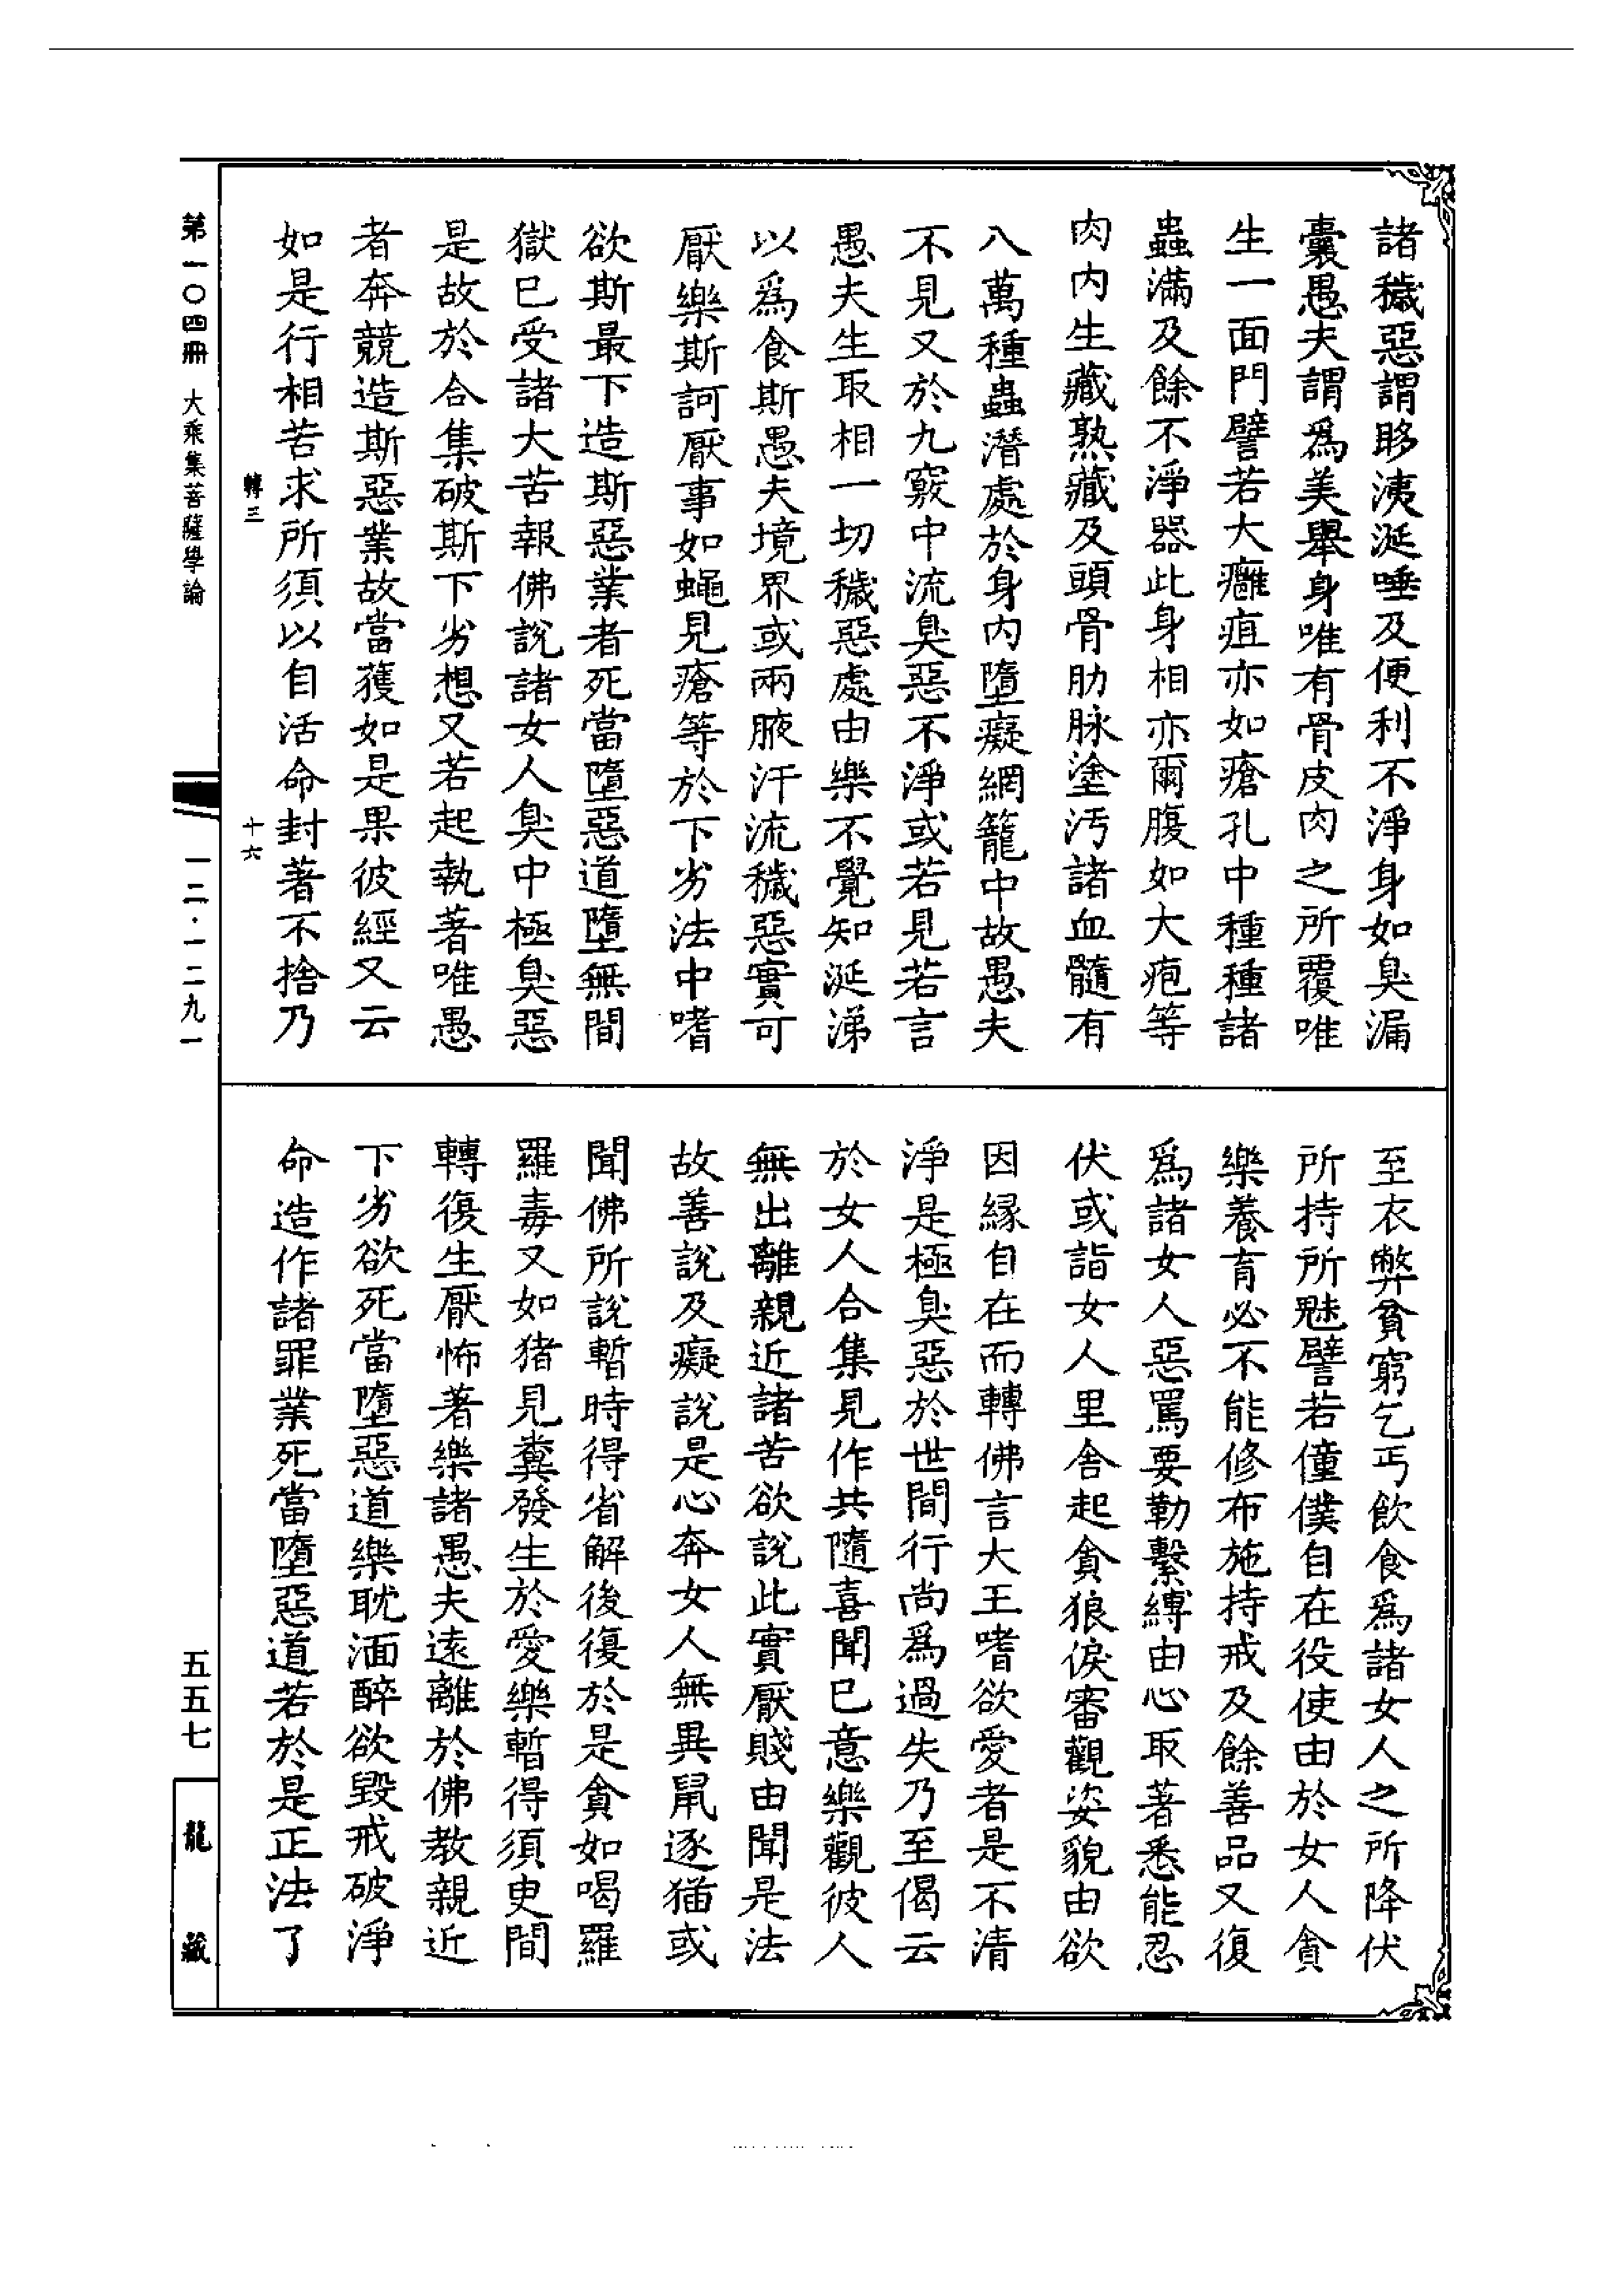 諸穢惡謂眵洟涎唾及便利不淨身如臭漏
囊愚夫謂爲美舉身唯有骨皮肉之所覆唯
生一面門譬若大癰疽亦如瘡孔中種種諸
蟲滿及餘不淨器此身相亦爾腹如大疱等
肉內生藏熟藏及頭骨肋脉塗污諸血髓有
八萬種蟲潛處於身內墮癡網籠中故愚夫
不見又於九竅中流臭惡不淨或若見若言
愚夫生取相一切穢惡處由樂不覺知涎涕
以爲食斯愚夫境界或兩腋汗流穢惡實可
厭樂斯訶厭事如蠅見瘡等於下劣法中嗜
欲斯最下造斯惡業者死當墮惡道墮無間
獄巳受諸大苦報佛說諸女人臭中極臭惡
是故於合集破斯下劣想又若起執著唯愚
者奔競造斯惡業故當獲如是果彼經又云
如是行相苦求所須以自活命封著不捨乃
轉三
十六
至衣弊貧窮乞丐飲食爲諸女人之所降伏
所持所魅譬若僮僕自在役使由於女人貪
樂養育必不能修布施持戒及餘善品又復
爲諸女人惡罵要勒繫縛由心取著悉能忍
伏或詣女人里舍起貪狼㑦審觀姿貌由欲
因緣自在而轉佛言大王嗜欲愛者是不清
淨是極臭惡於世間行尚爲過失乃至偈云
於女人合集見作共隨喜聞巳意樂觀彼人
無出離親近諸苦欲說此實厭賤由聞是法
故善說及癡說是心奔女人無異鼠逐猫或
聞佛所說暫時得省解後復於是貪如喝羅
羅毒又如猪見糞發生於愛樂暫得須臾間
轉復生厭怖著樂諸愚夫遠離於佛教親近
下劣欲死當墮惡道樂耽湎醉欲毀戒破淨
命造作諸罪業死當墮惡道若於是正法了
第一〇四冊 大乘集菩薩學論
一二·一二九一
五五七
龍藏